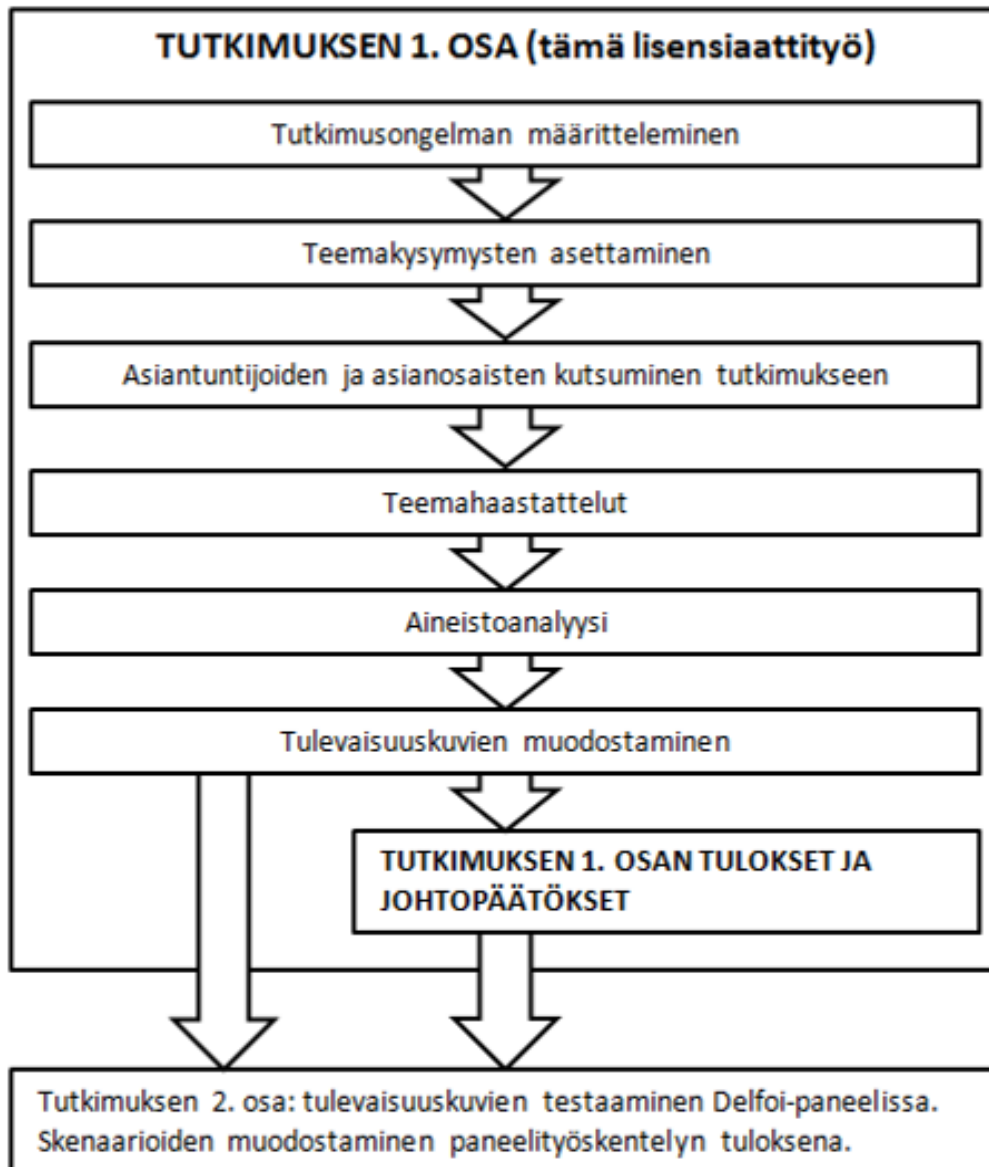 TUTKIMUKSEN 1. OSA (tämä lisensiaattityö)
Tutkimusongelman määritteleminen
Teemakysymysten asettaminen
Asiantuntijoiden ja asianosaisten kutsuminen tutkimukseen
Teemahaastattelut
Aineistoanalyysi
Tulevaisuuskuvien muodostaminen
TUTKIMUKSEN 1. OSAN TULOKSET JA
JOHTOPÄÄTÖKSET
Tutkimuksen 2. osa: tulevaisuuskuvien testaaminen Delfoi-paneelissa.
Skenaarioiden muodostaminen paneelityöskentelyn tuloksena.